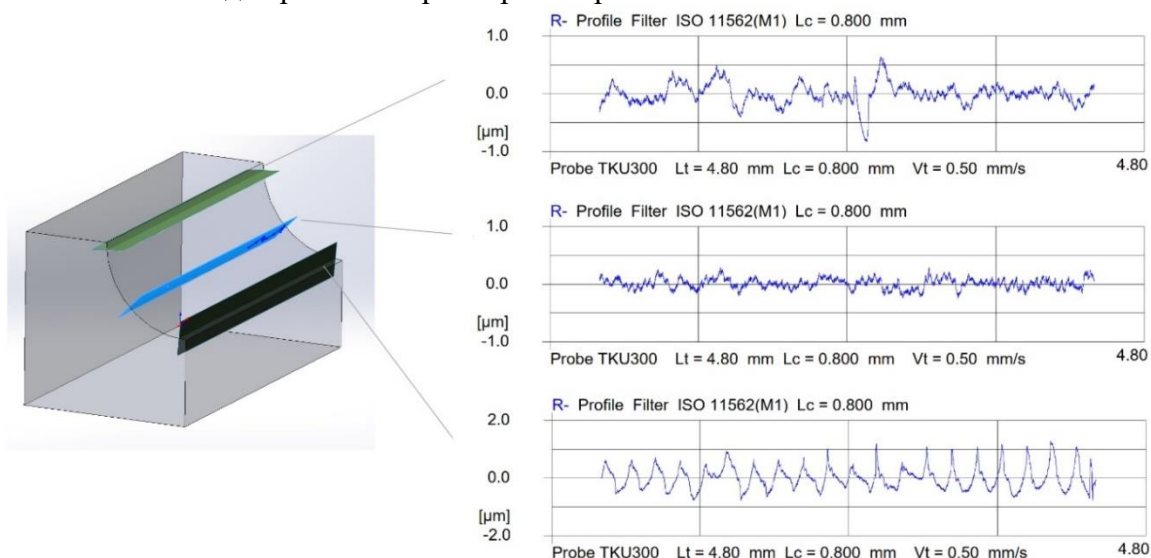 R- Profile Filter ISO 11562(M1) Lc = 0.800 mm
1.0
0.0
[µm]
-1.0
Probe TKU300 Lt = 4.80 mm Lc = 0.800 mm Vt = 0.50 mm/s 4.80
R- Profile Filter ISO 11562(M1) Lc = 0.800 mm
1.0
0.0
[µm]
-1.0
Probe TKU300 Lt = 4.80 mm Lc = 0.800 mm Vt = 0.50 mm/s 4.80
R- Profile Filter ISO 11562(M1) Lc = 0.800 mm
2.0
0.0
[µm]
-2.0
Probe TKU300 Lt = 4.80 mm Lc = 0.800 mm Vt = 0.50 mm/s 4.80